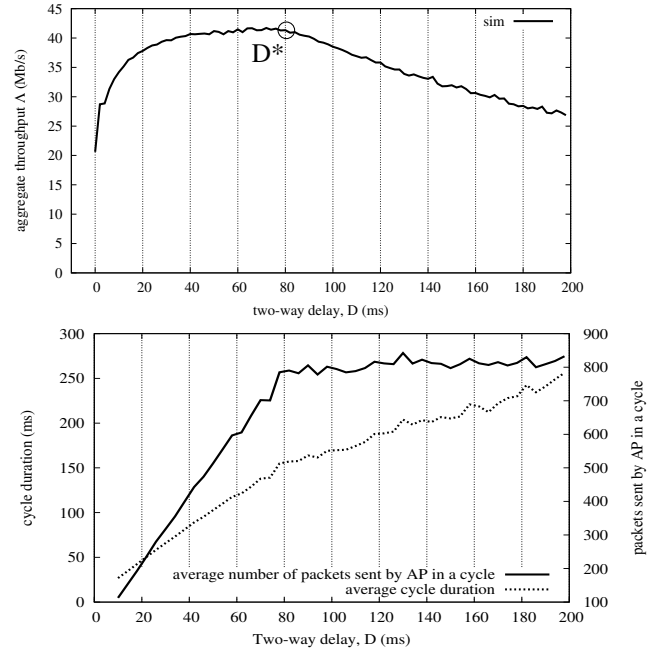 45
40
35
30
25
20
15
10
5
0
aggregate throughput Λ (Mb/s)
sim
D*
0 20 40 60 80 100 120 140 160 180 200
two-way delay, D (ms)
300
250
200
150
100
50
0
cycle duration (ms)
900
800
700
600
500
400
300
200
100
packets sent by AP in a cycle
average number of packets sent by AP in a cycle
average cycle duration
0 20 40 60 80 100 120 140 160 180 200
Two-way delay, D (ms)